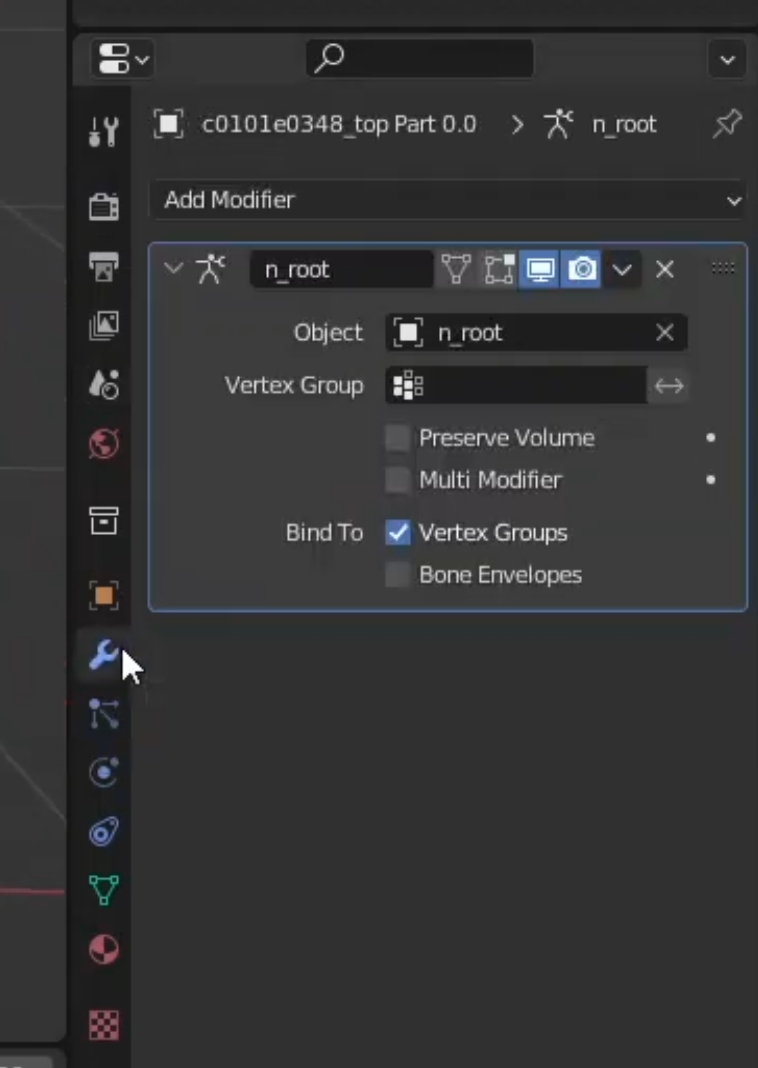 c0101e0348_top Part 0.0 > n_root
Add Modifier
n_root
Object n_root
Vertex Group
Preserve Volume
Multi Modifier
Bind To Vertex Groups
Bone Envelopes